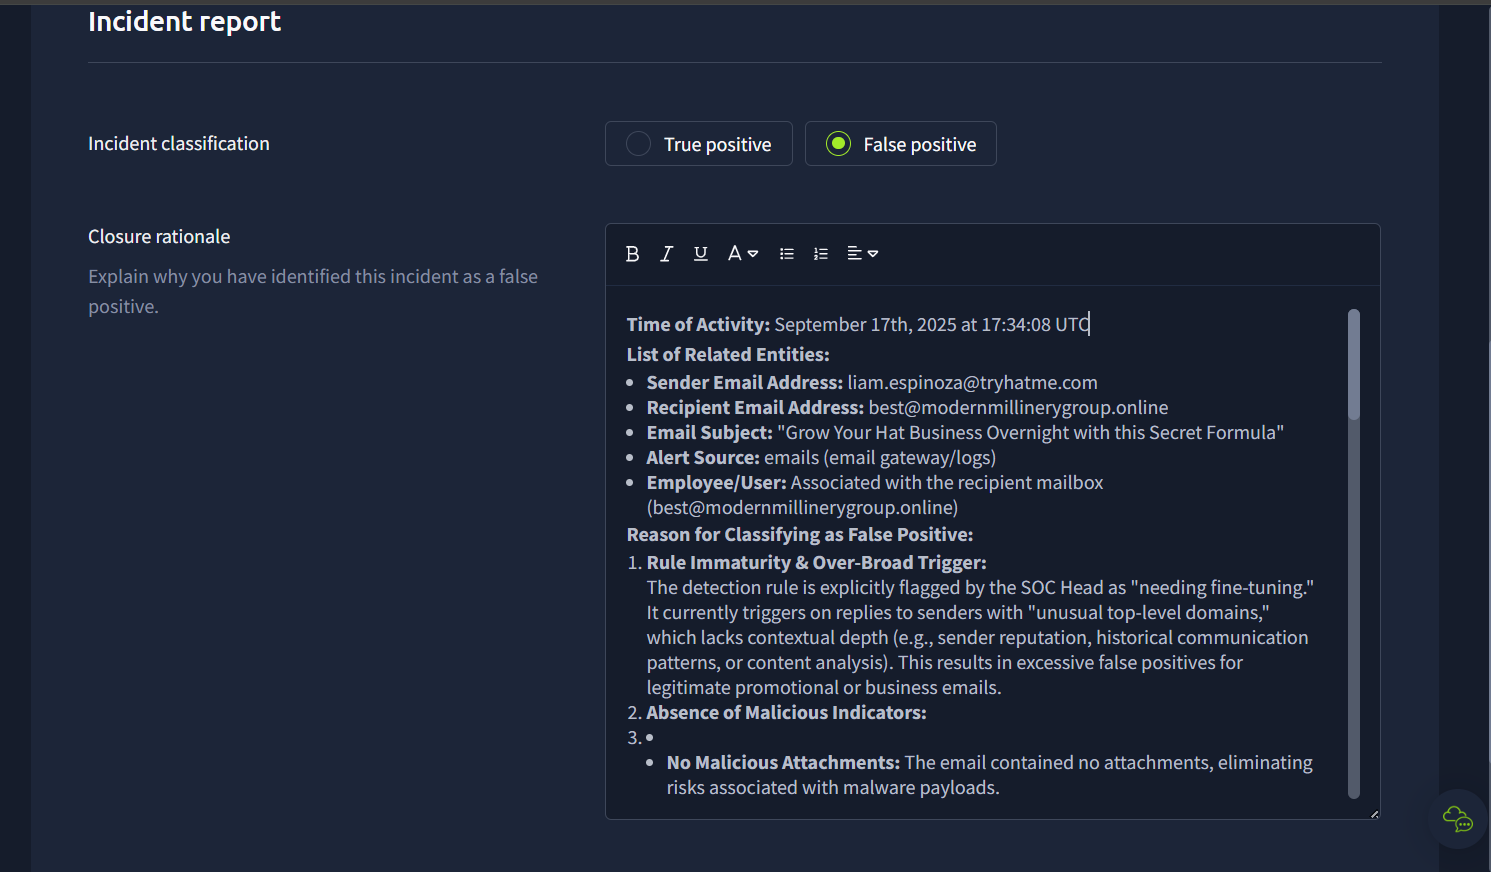 Incident report
Incident classification
True positive
False positive
Closure rationale
Explain why you have identified this incident as a false
positive.
B I U A
Time of Activity: September 17th, 2025 at 17:34:08 UTC
List of Related Entities:
• Sender Email Address: liam.espinoza@tryhatme.com
• Recipient Email Address: best@modernmillinerygroup.online
• Email Subject: "Grow Your Hat Business Overnight with this Secret Formula"
• Alert Source: emails (email gateway/logs)
• Employee/User: Associated with the recipient mailbox
(best@modernmillinerygroup.online)
Reason for Classifying as False Positive:
1. Rule Immaturity & Over-Broad Trigger:
The detection rule is explicitly flagged by the SOC Head as "needing fine-tuning."
It currently triggers on replies to senders with "unusual top-level domains,"
which lacks contextual depth (e.g., sender reputation, historical communication
patterns, or content analysis). This results in excessive false positives for
legitimate promotional or business emails.
2. Absence of Malicious Indicators:
3. •
• No Malicious Attachments: The email contained no attachments, eliminating
risks associated with malware payloads.